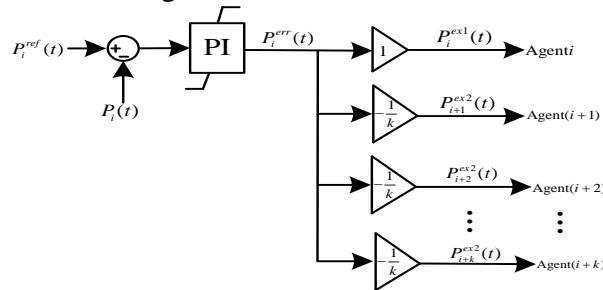 P_i^{ref}(t) + − PI P_i^{err}(t) 1 P_i^{ex1}(t) Agent i
P_i(t)
−1/k P_{i+1}^{ex2}(t) Agent(i+1)
−1/k P_{i+2}^{ex2}(t) Agent(i+2)
⋮ ⋮
−1/k P_{i+k}^{ex2}(t) Agent(i+k)